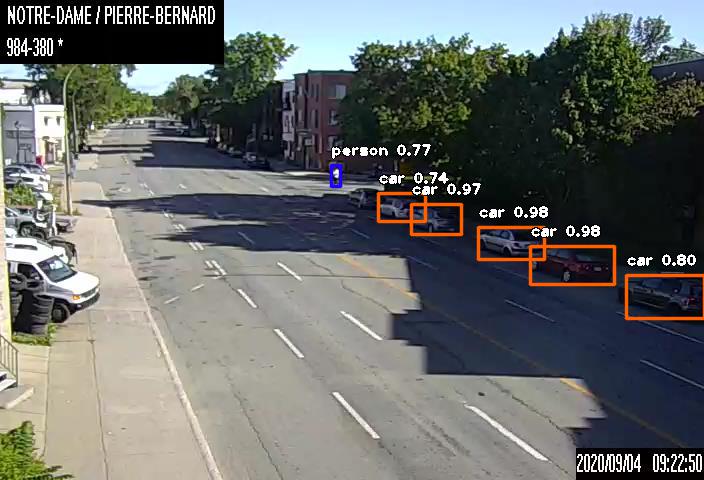 NOTRE-DAME / PIERRE-BERNARD
984-380 *
person 0.77
car 0.74
car 0.97
car 0.98
car 0.98
car 0.80
2020/09/04 09:22:50